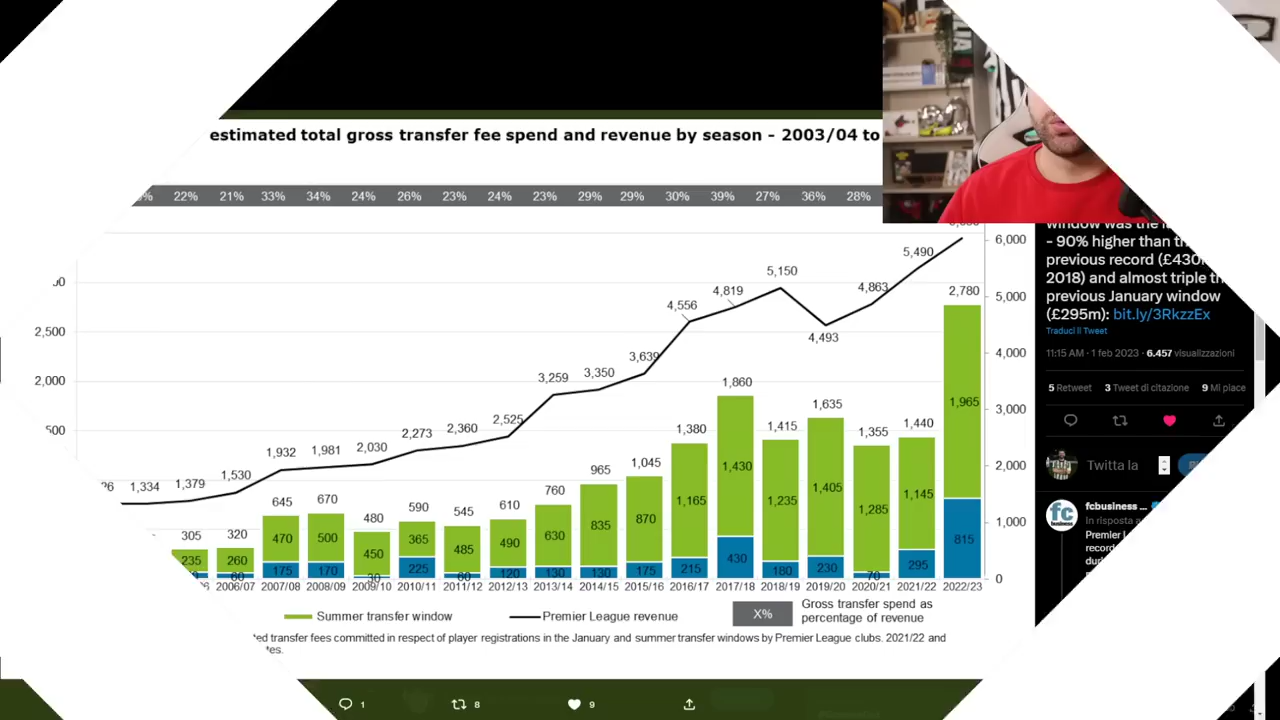 estimated total gross transfer fee spend and revenue by season - 2003/04 to
22% 21% 33% 34% 24% 26% 23% 24% 23% 29% 29% 30% 39% 27% 36% 28%
6,000
5,000
4,000
3,000
2,000
1,000
0
2,500
2,000
1,334 1,379 1,530 1,932 1,981 2,030 2,273 2,360 2,525 3,259 3,350 3,639 4,556 4,819 5,150 4,493 4,863 5,490
305 320 645 670 480 590 545 610 760 965 1,045 1,380 1,860 1,415 1,635 1,355 1,440 2,780
235 260 470 500 450 365 485 490 630 835 870 1,165 1,430 1,235 1,405 1,285 1,145 1,965
60 175 170 30 225 60 120 130 130 175 215 430 180 230 70 295 815
2006/07 2007/08 2008/09 2009/10 2010/11 2011/12 2012/13 2013/14 2014/15 2015/16 2016/17 2017/18 2018/19 2019/20 2020/21 2021/22 2022/23
Summer transfer window
Premier League revenue
X%
Gross transfer spend as
percentage of revenue
transfer fees committed in respect of player registrations in the January and summer transfer windows by Premier League clubs. 2021/22 and
window was the
- 90% higher than
previous record (£430
2018) and almost triple
previous January window
(£295m): bit.ly/3RkzzEx
Traduci il Tweet
11:15 AM · 1 feb 2023 · 6.457 visualizzazioni
5 Retweet 3 Tweet di citazione 9 Mi piace
Twitta la
fc
business
fcbusiness ...
In risposta a
Premier
record
1 8 9